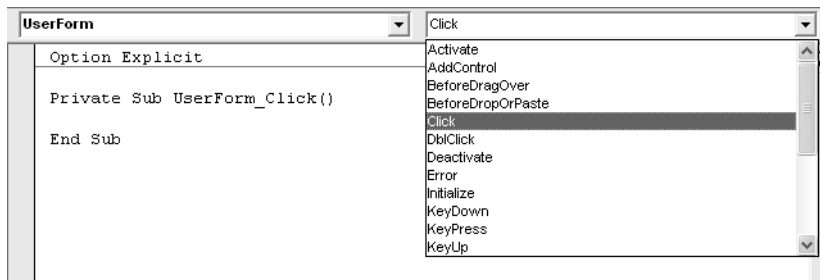 UserForm
Click
Option Explicit
Private Sub UserForm_Click()
End Sub
Activate
AddControl
BeforeDragOver
BeforeDropOrPaste
Click
DblClick
Deactivate
Error
Initialize
KeyDown
KeyPress
KeyUp